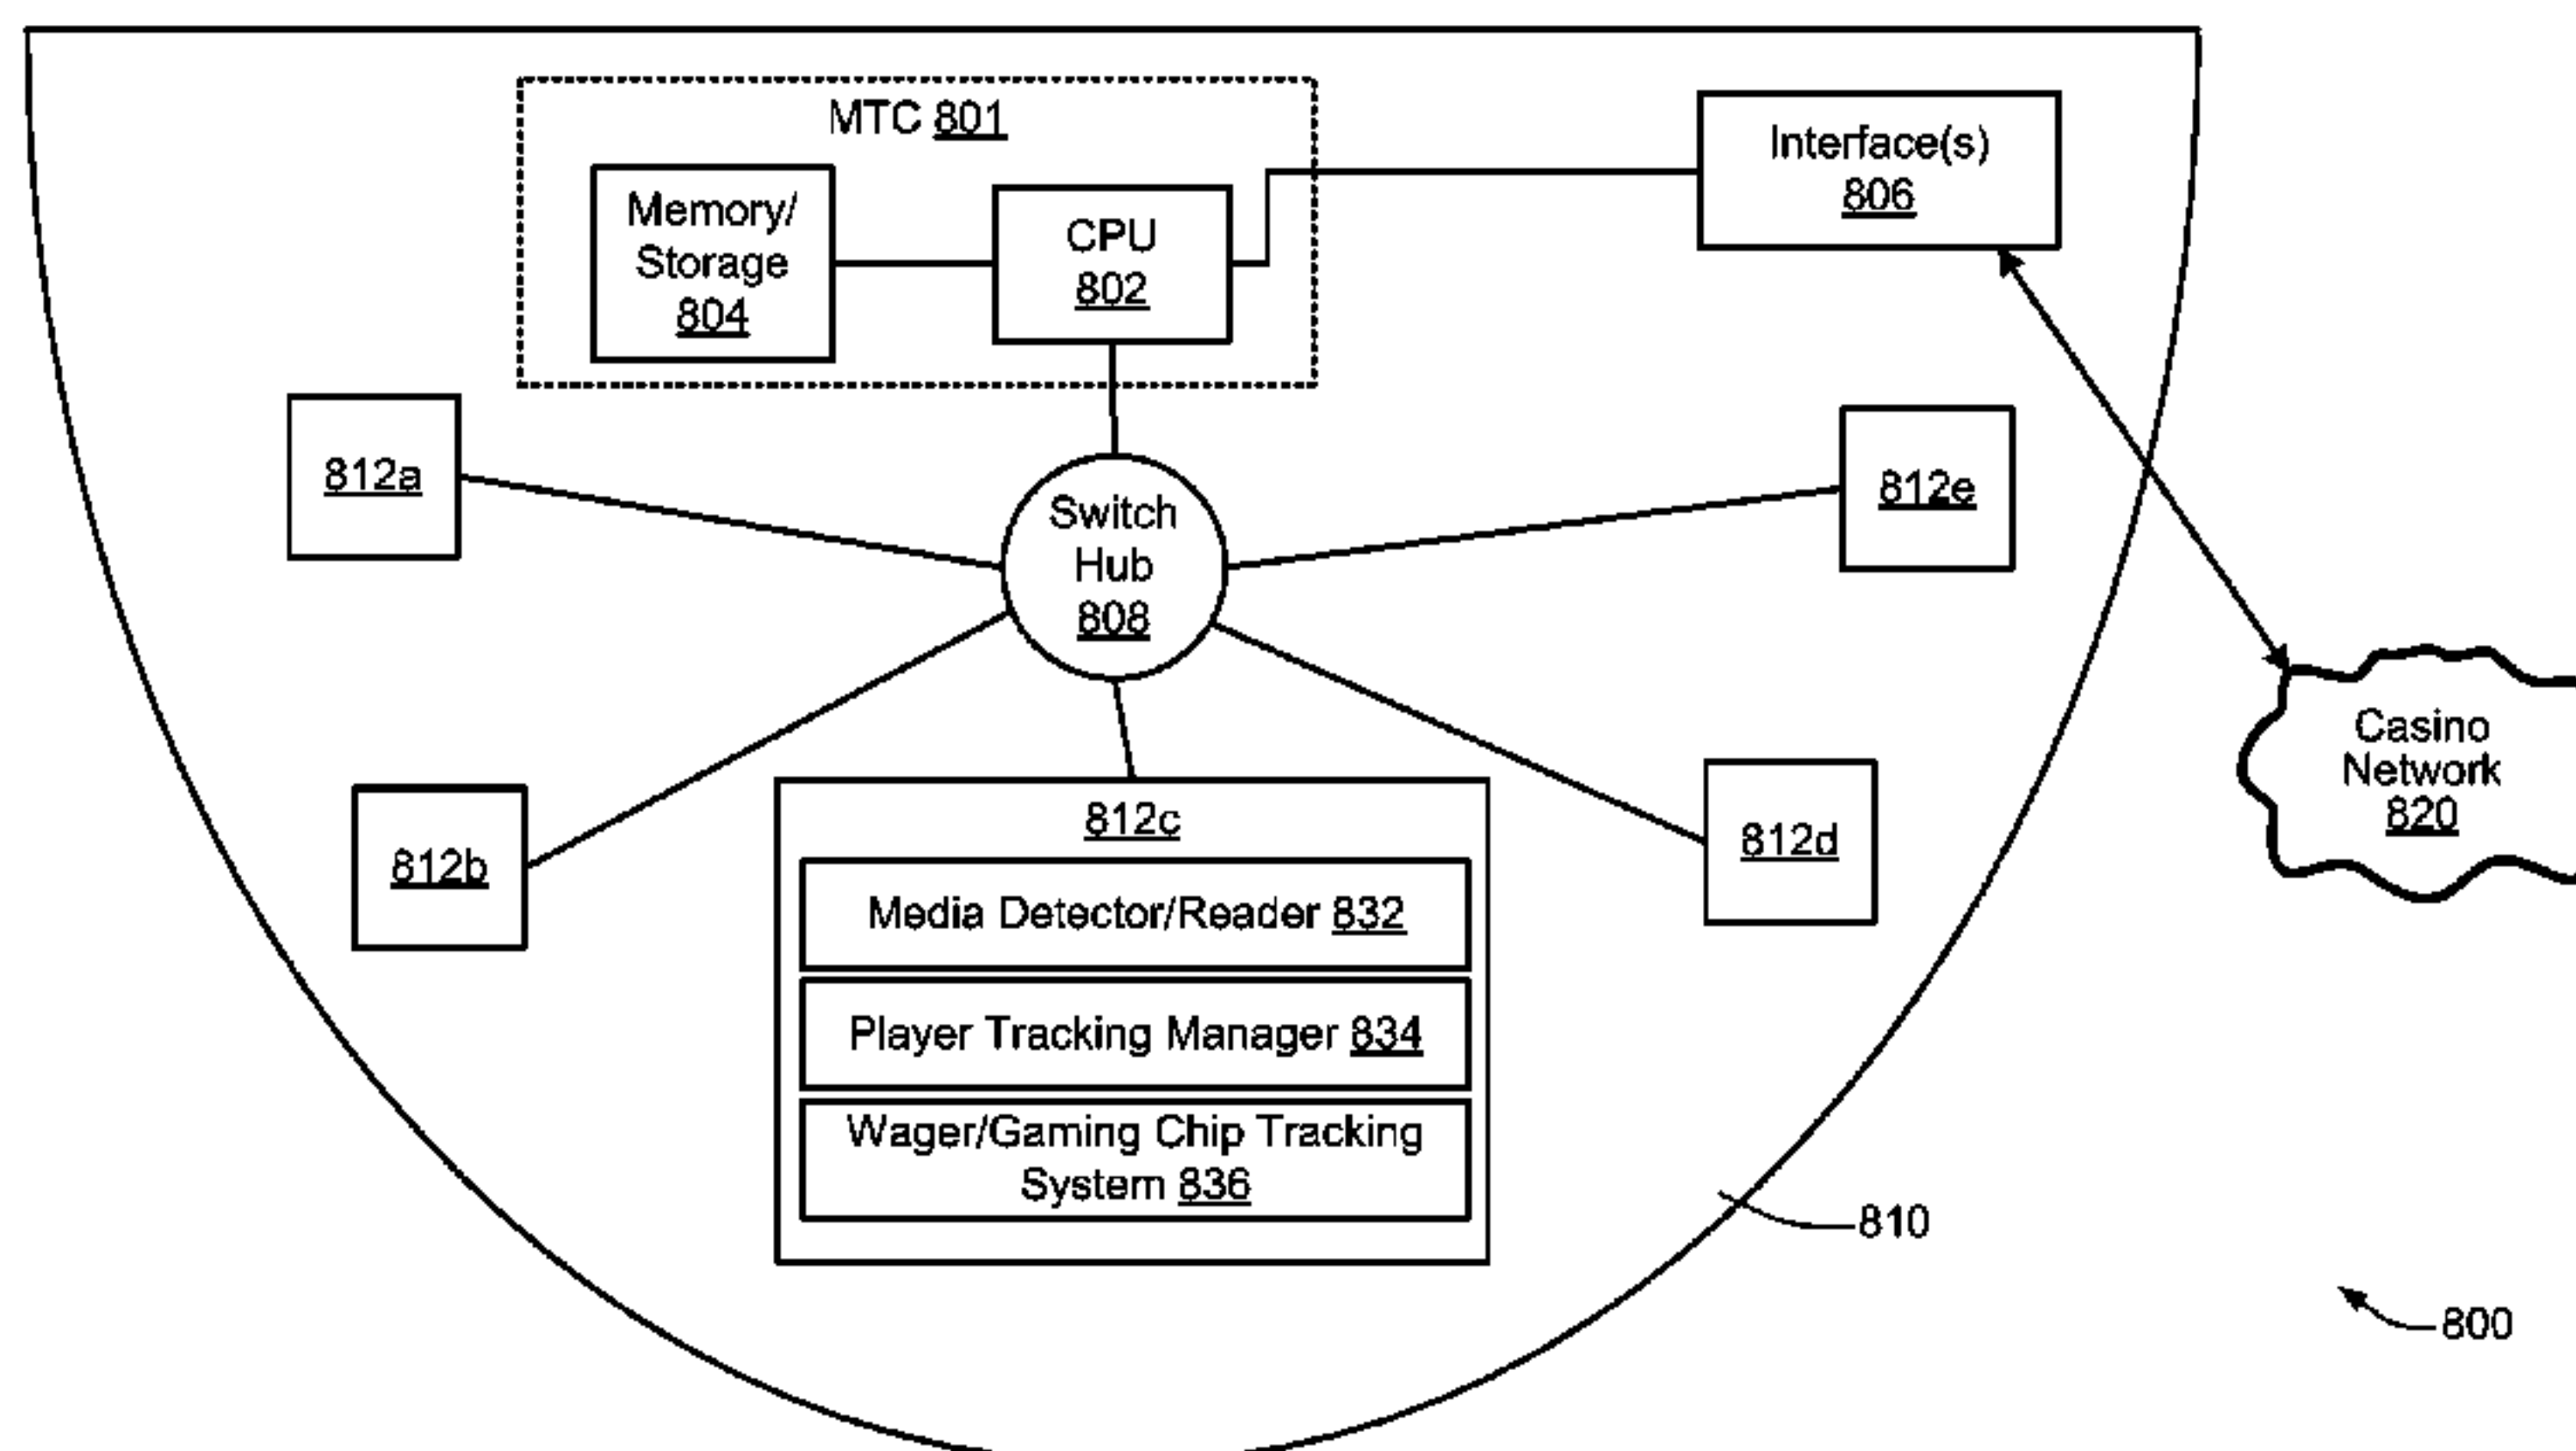 MTC 801
Interface(s)
806
Memory/
Storage
804
CPU
802
812a
Switch
Hub
808
812e
Casino
Network
820
812b
812c
812d
Media Detector/Reader 832
Player Tracking Manager 834
Wager/Gaming Chip Tracking
System 836
810
800